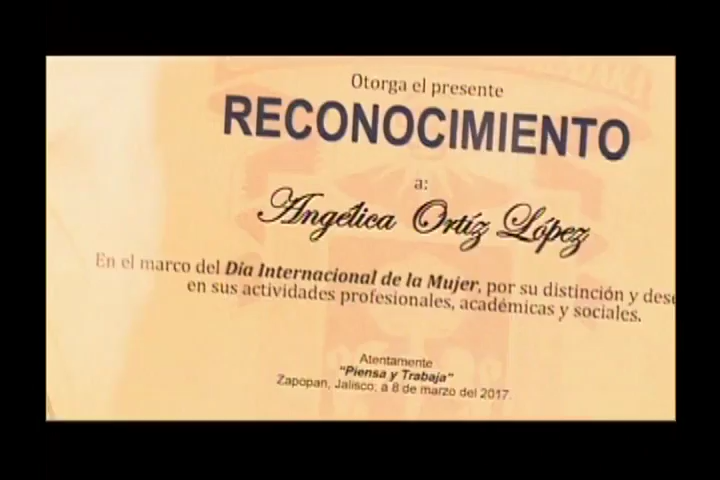 Otorga el presente
RECONOCIMIENTO
a:
Angélica Ortíz López
En el marco del Día Internacional de la Mujer, por su distinción y dese
en sus actividades profesionales, académicas y sociales.
Atentamente
"Piensa y Trabaja"
Zapopan, Jalisco; a 8 de marzo del 2017.